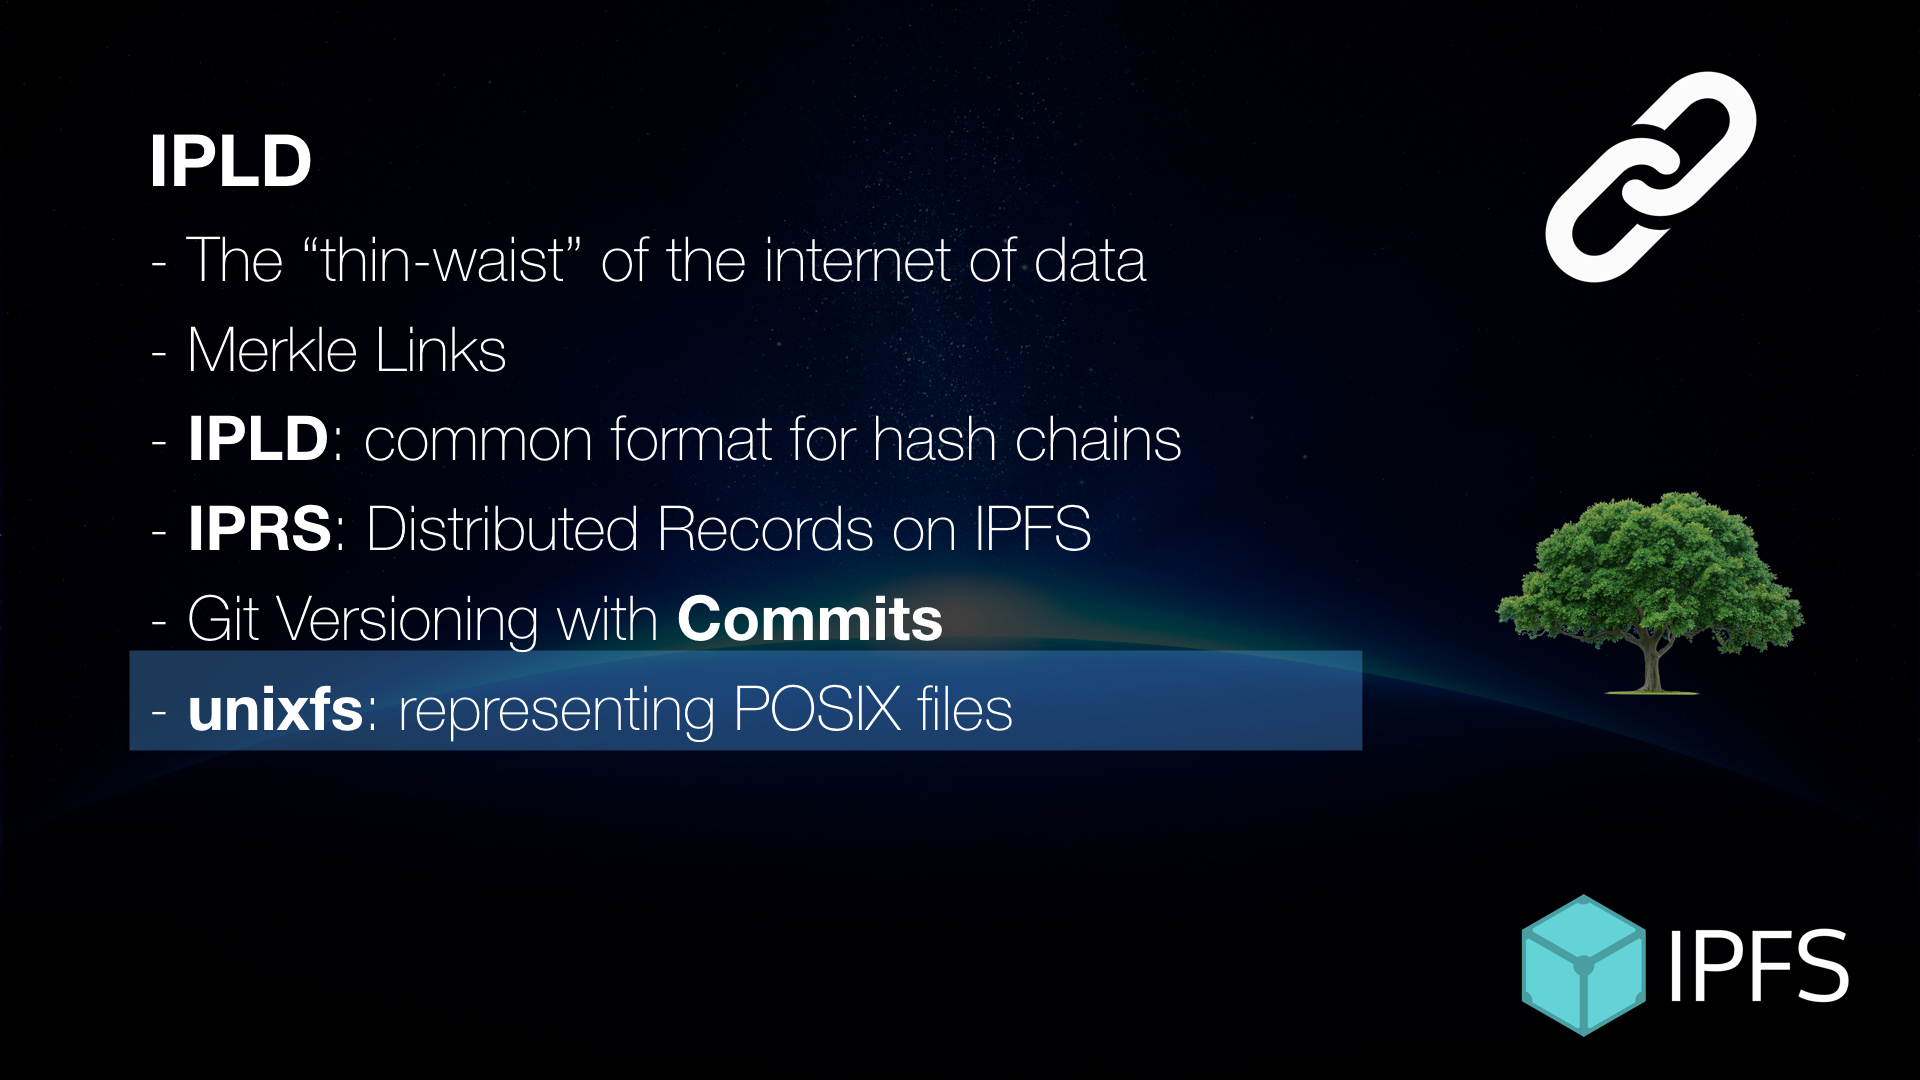 IPLD
- The “thin-waist” of the internet of data
- Merkle Links
- IPLD: common format for hash chains
- IPRS: Distributed Records on IPFS
- Git Versioning with Commits
- unixfs: representing POSIX files
IPFS